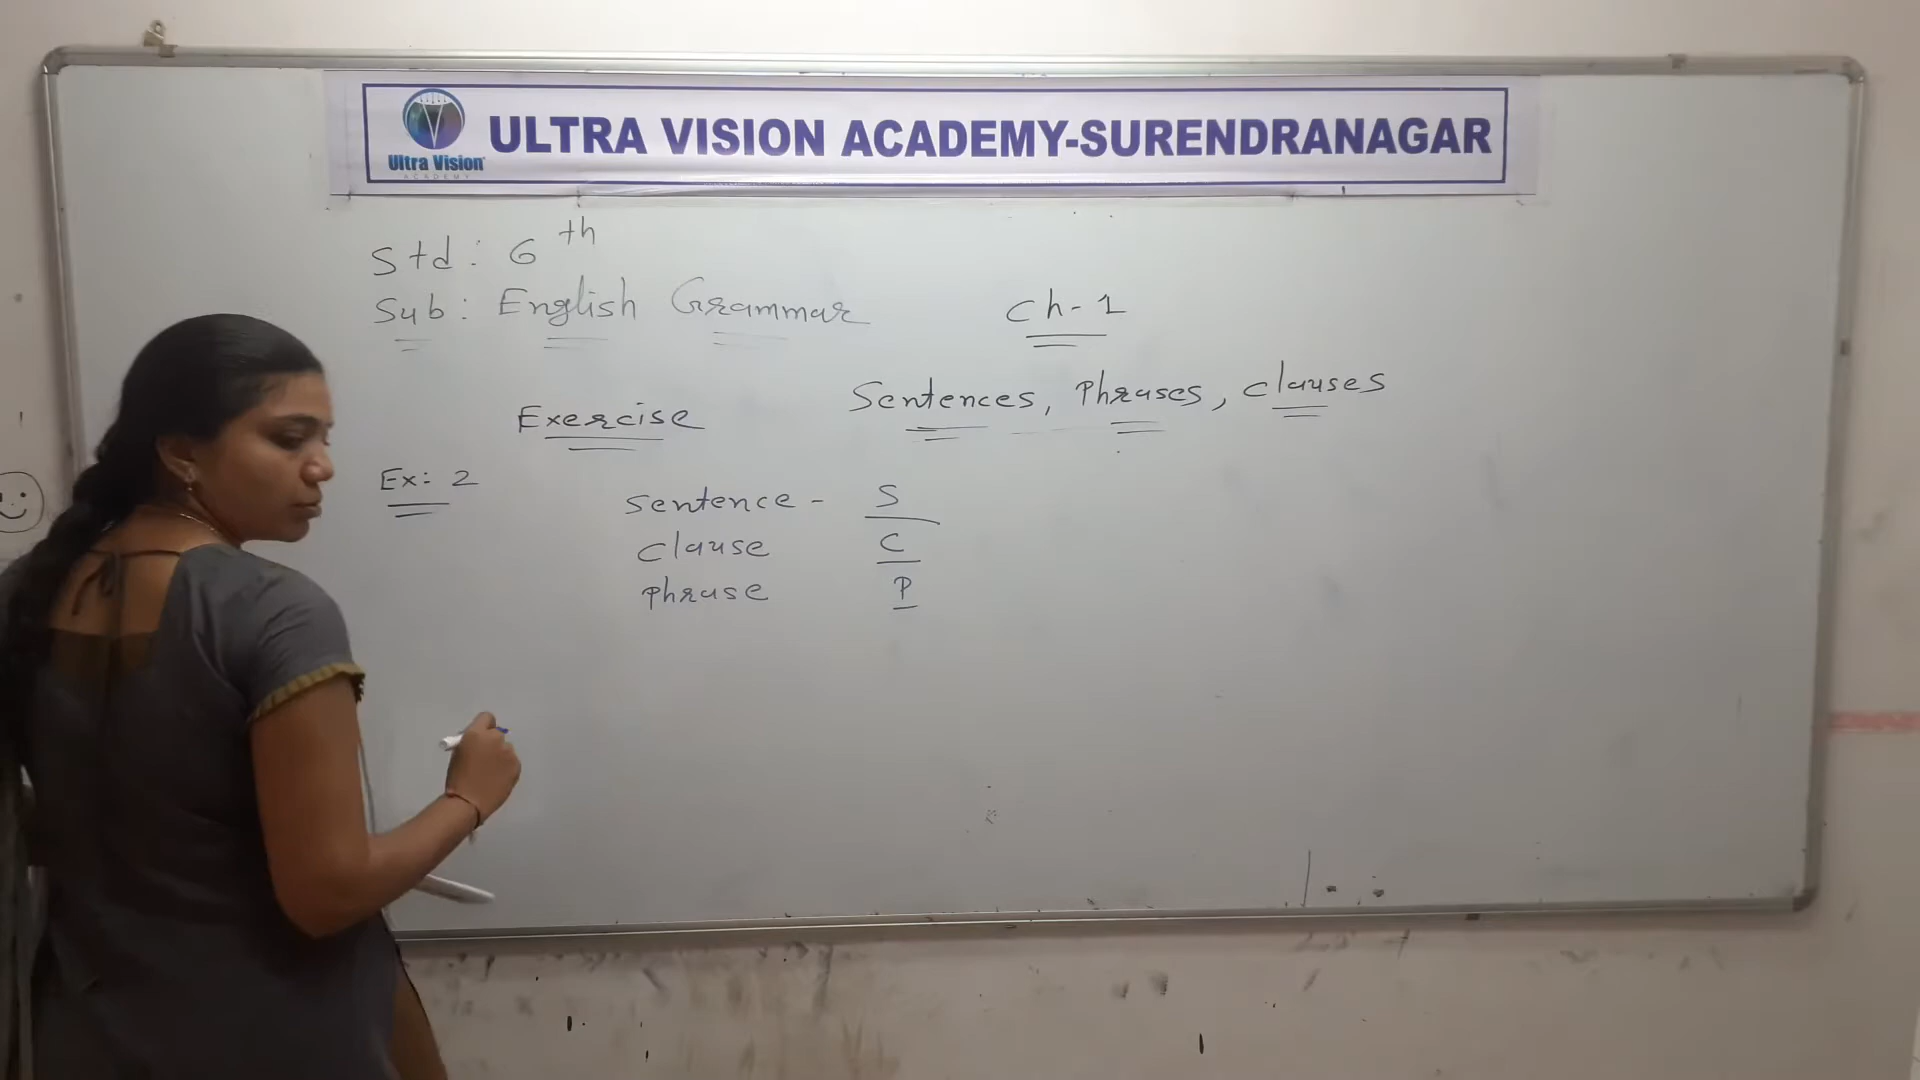 ULTRA VISION ACADEMY-SURENDRANAGAR
Ultra Vision
ACADEMY
Std: 6th
Sub: English Grammar
Ch-1
Sentences, Phrases, Clauses
Exercise
Ex: 2
Sentence - S
Clause C
Phrase P